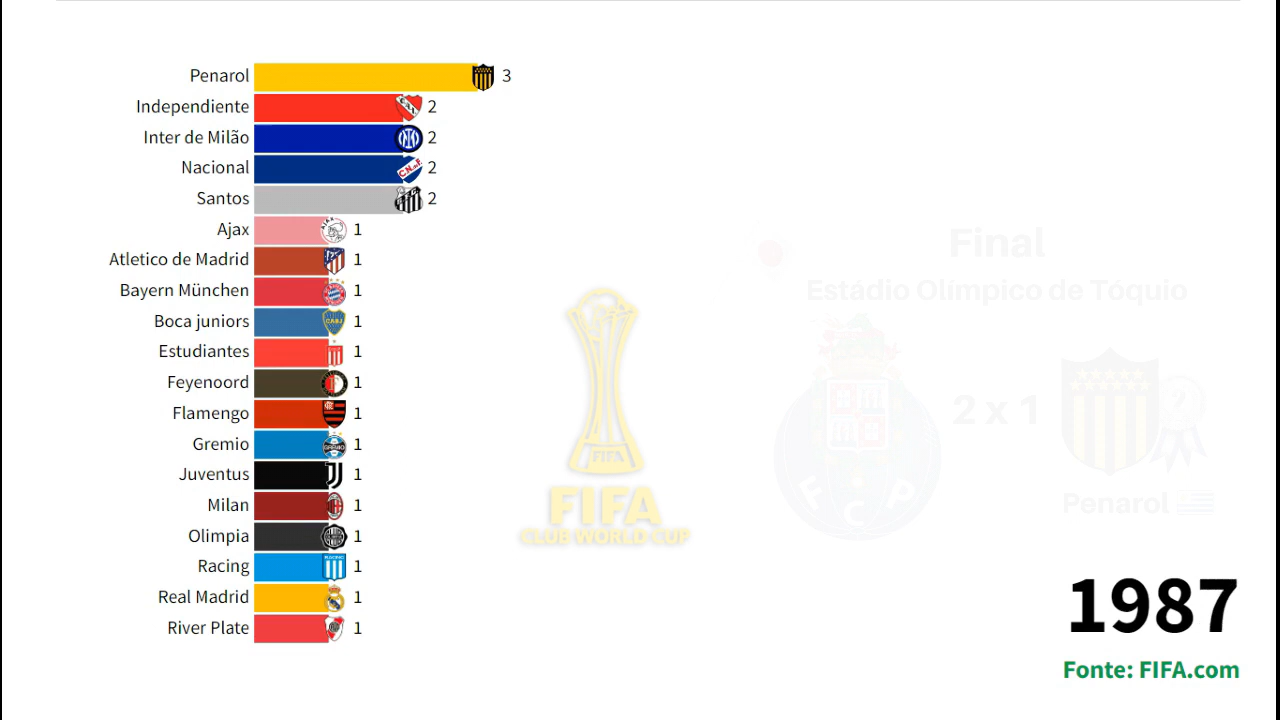 Penarol 3
Independiente 2
Inter de Milão 2
Nacional 2
Santos 2
Ajax 1
Atletico de Madrid 1
Bayern München 1
Boca juniors 1
Estudiantes 1
Feyenoord 1
Flamengo 1
Gremio 1
Juventus 1
Milan 1
Olimpia 1
Racing 1
Real Madrid 1
River Plate 1
FIFA
FIFA
CLUB WORLD CUP
Final
Estádio Olímpico de Tóquio
2 x 1
F C P
Penarol
1987
Fonte: FIFA.com